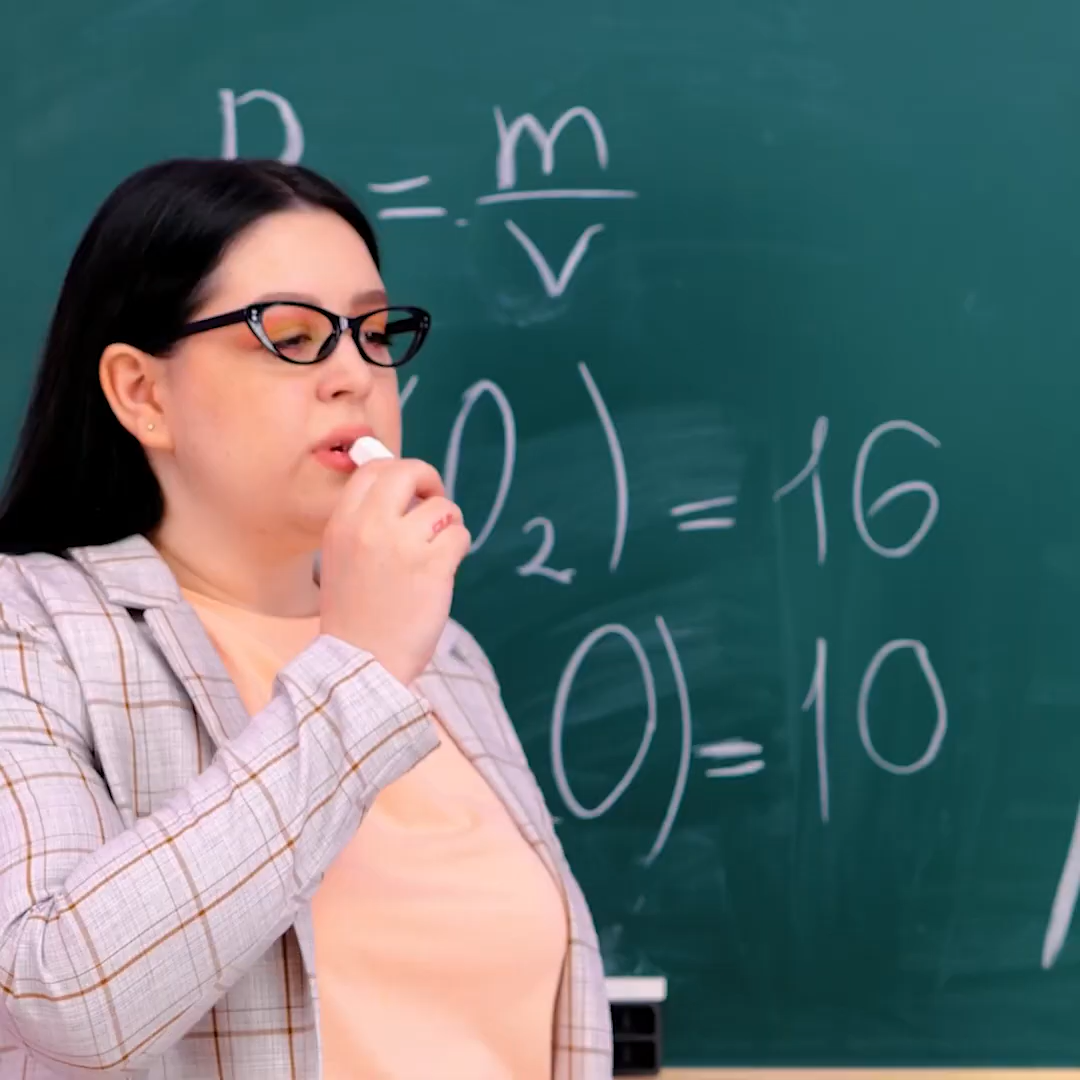 p = m/v
(O₂) = 16
O) = 10